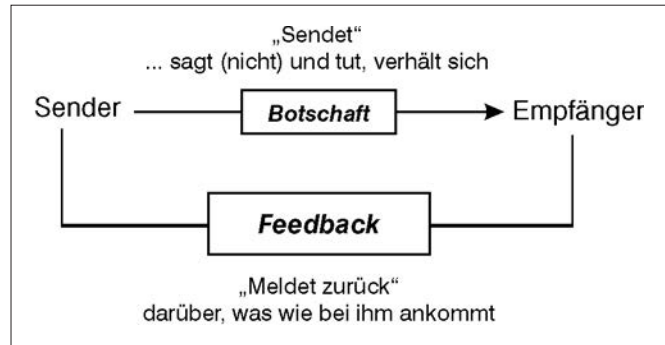 „Sendet“
... sagt (nicht) und tut, verhält sich
Sender
Botschaft
Empfänger
Feedback
„Meldet zurück“
darüber, was wie bei ihm ankommt